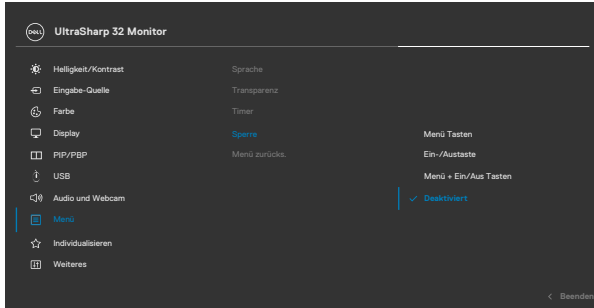 DELL UltraSharp 32 Monitor
Helligkeit/Kontrast Sprache
Eingabe-Quelle Transparenz
Farbe Timer
Display Sperre Menü Tasten
PIP/PBP Menü zurücks. Ein-/Austaste
USB Menü + Ein/Aus Tasten
Audio und Webcam Deaktiviert
Menü
Individualisieren
Weiteres
Beenden